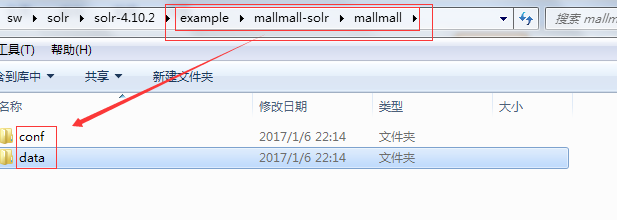 sw ▸ solr ▸ solr-4.10.2 ▸ example ▸ mallmall-solr ▸ mallmall ▸ 搜索 mallm
工具(T) 帮助(H)
含到库中 共享 新建文件夹
名称 修改日期 类型 大小
conf 2017/1/6 22:14 文件夹
data 2017/1/6 22:14 文件夹